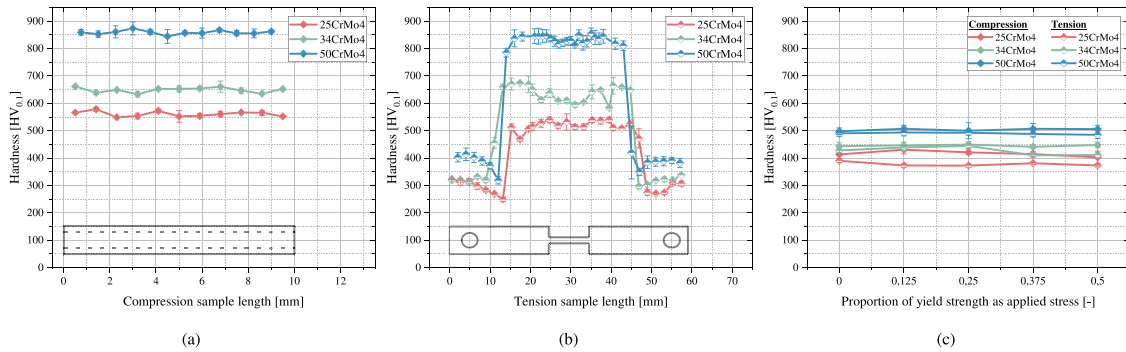 900
800
700
600
500
400
300
200
100
0
Hardness [HV0.1]
25CrMo4
34CrMo4
50CrMo4
0 2 4 6 8 10 12
Compression sample length [mm]
(a)
900
800
700
600
500
400
300
200
100
0
Hardness [HV0.1]
25CrMo4
34CrMo4
50CrMo4
0 10 20 30 40 50 60 70
Tension sample length [mm]
(b)
900
800
700
600
500
400
300
200
100
0
Hardness [HV0.1]
Compression Tension
25CrMo4 25CrMo4
34CrMo4 34CrMo4
50CrMo4 50CrMo4
0 0,125 0,25 0,375 0,5
Proportion of yield strength as applied stress [-]
(c)